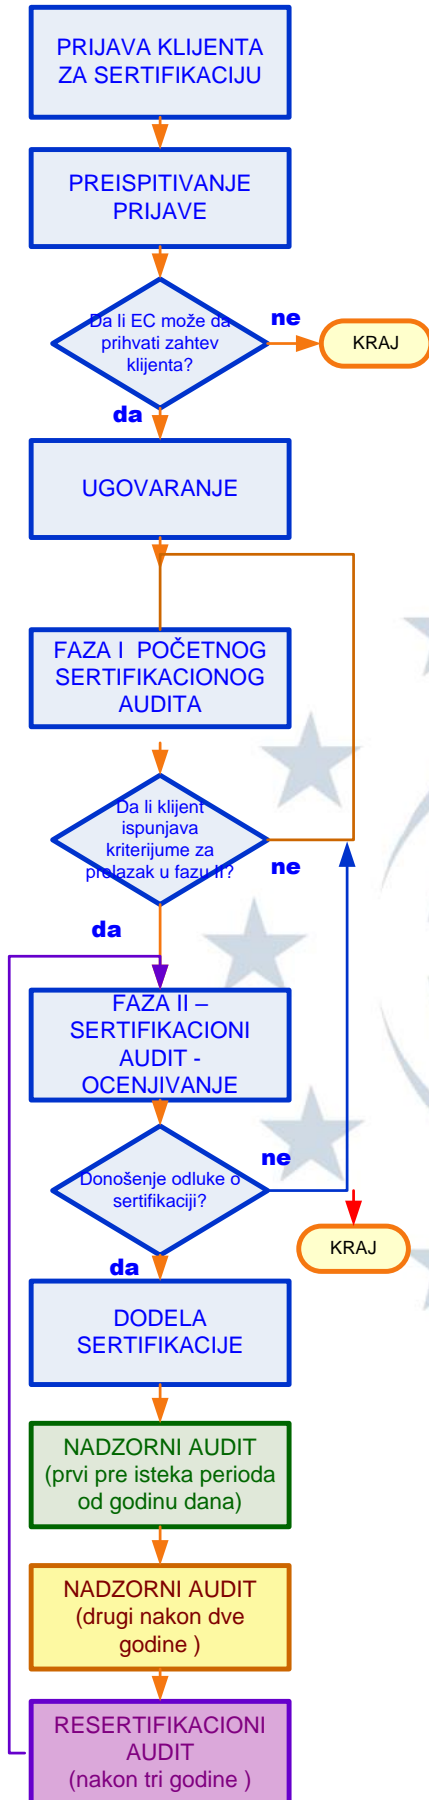 PRIJAVA KLIJENTA
ZA SERTIFIKACIJU
PREISPITIVANJE
PRIJAVE
Da li EC može da
prihvati zahtev
klijenta?
ne
KRAJ
da
UGOVARANJE
FAZA I POČETNOG
SERTIFIKACIONOG
AUDITA
Da li klijent
ispunjava
kriterijume za
prelazak u fazu II?
ne
da
FAZA II –
SERTIFIKACIONI
AUDIT -
OCENJIVANJE
Donošenje odluke o
sertifikaciji?
ne
KRAJ
da
DODELA
SERTIFIKACIJE
NADZORNI AUDIT
(prvi pre isteka perioda
od godinu dana)
NADZORNI AUDIT
(drugi nakon dve
godine )
RESERTIFIKACIONI
AUDIT
(nakon tri godine )